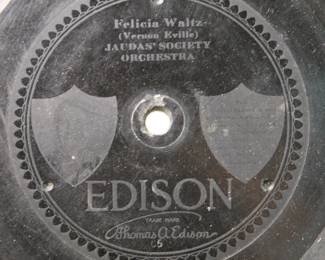 Felicia Waltz
(Vernon Eville)
JAUDAS' SOCIETY
ORCHESTRA
EDISON
TRADE MARK
Thomas A Edison